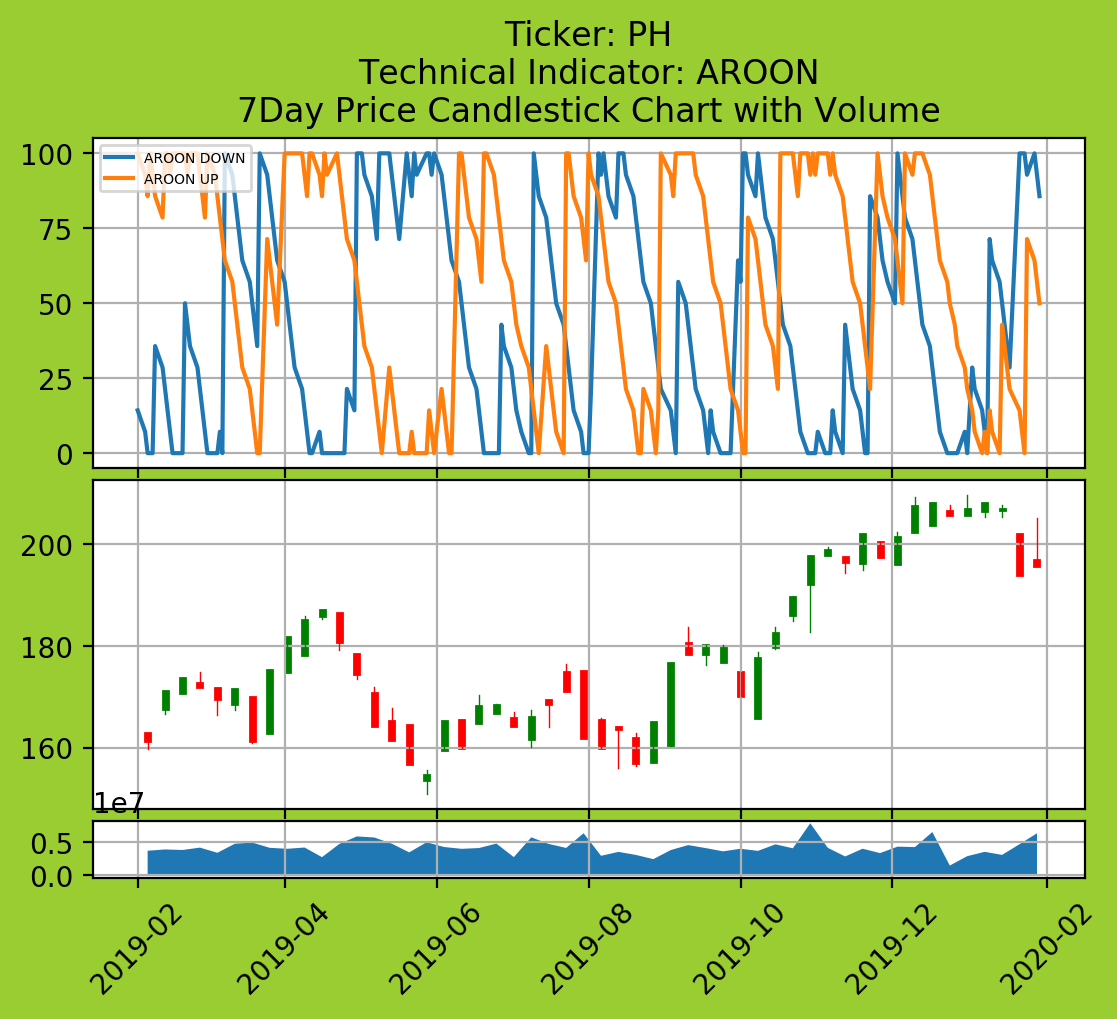 Ticker: PH
Technical Indicator: AROON
7Day Price Candlestick Chart with Volume
100
75
50
25
0
AROON DOWN
AROON UP
200
180
160
1e7
0.5
0.0
2019-02
2019-04
2019-06
2019-08
2019-10
2019-12
2020-02